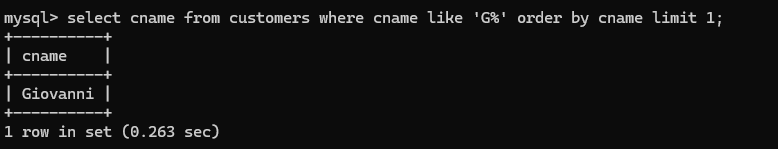 mysql> select cname from customers where cname like 'G%' order by cname limit 1;
+----------+
| cname    |
+----------+
| Giovanni |
+----------+
1 row in set (0.263 sec)